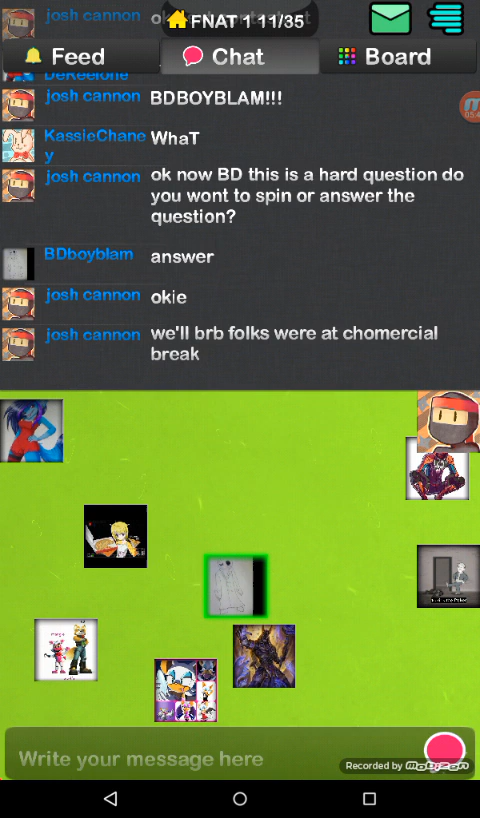 josh cannon
FNAT 1 11/35
Feed
Chat
Board
DeReelone
josh cannon BDBOYBLAM!!!
KassieChane WhaT
y
josh cannon ok now BD this is a hard question do
you wont to spin or answer the
question?
BDboyblam answer
josh cannon okie
josh cannon we'll brb folks were at chomercial
break
Write your message here
Recorded by MOBIZEN